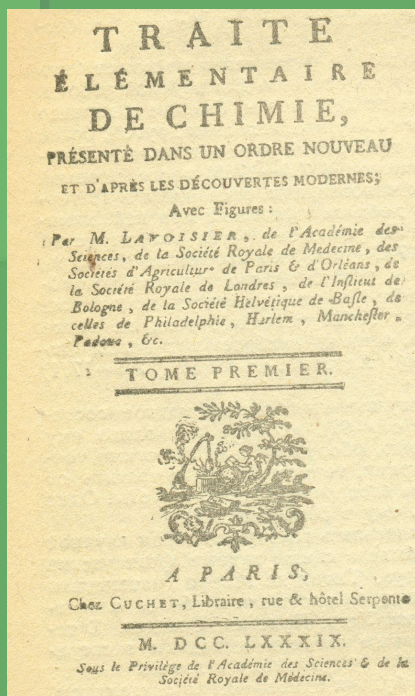 TRAITÉ
ÉLÉMENTAIRE
DE CHIMIE,
PRÉSENTÉ DANS UN ORDRE NOUVEAU
ET D'APRÈS LES DÉCOUVERTES MODERNES;
Avec Figures :
Par M. LAVOISIER, de l'Académie des
Sciences, de la Société Royale de Medecine, des
Sociétés d'Agriculture de Paris & d'Orléans, de
la Société Royale de Londres, de l'Institut de
Bologne, de la Société Helvétique de Basle, de
celles de Philadelphie, Harlem, Manchester,
Padoue, &c.
TOME PREMIER.
A PARIS,
Chez CUCHET, Libraire, rue & hôtel Serpente
M. DCC. LXXXIX.
Sous le Privilège de l'Académie des Sciences & de la
Société Royale de Médecine.